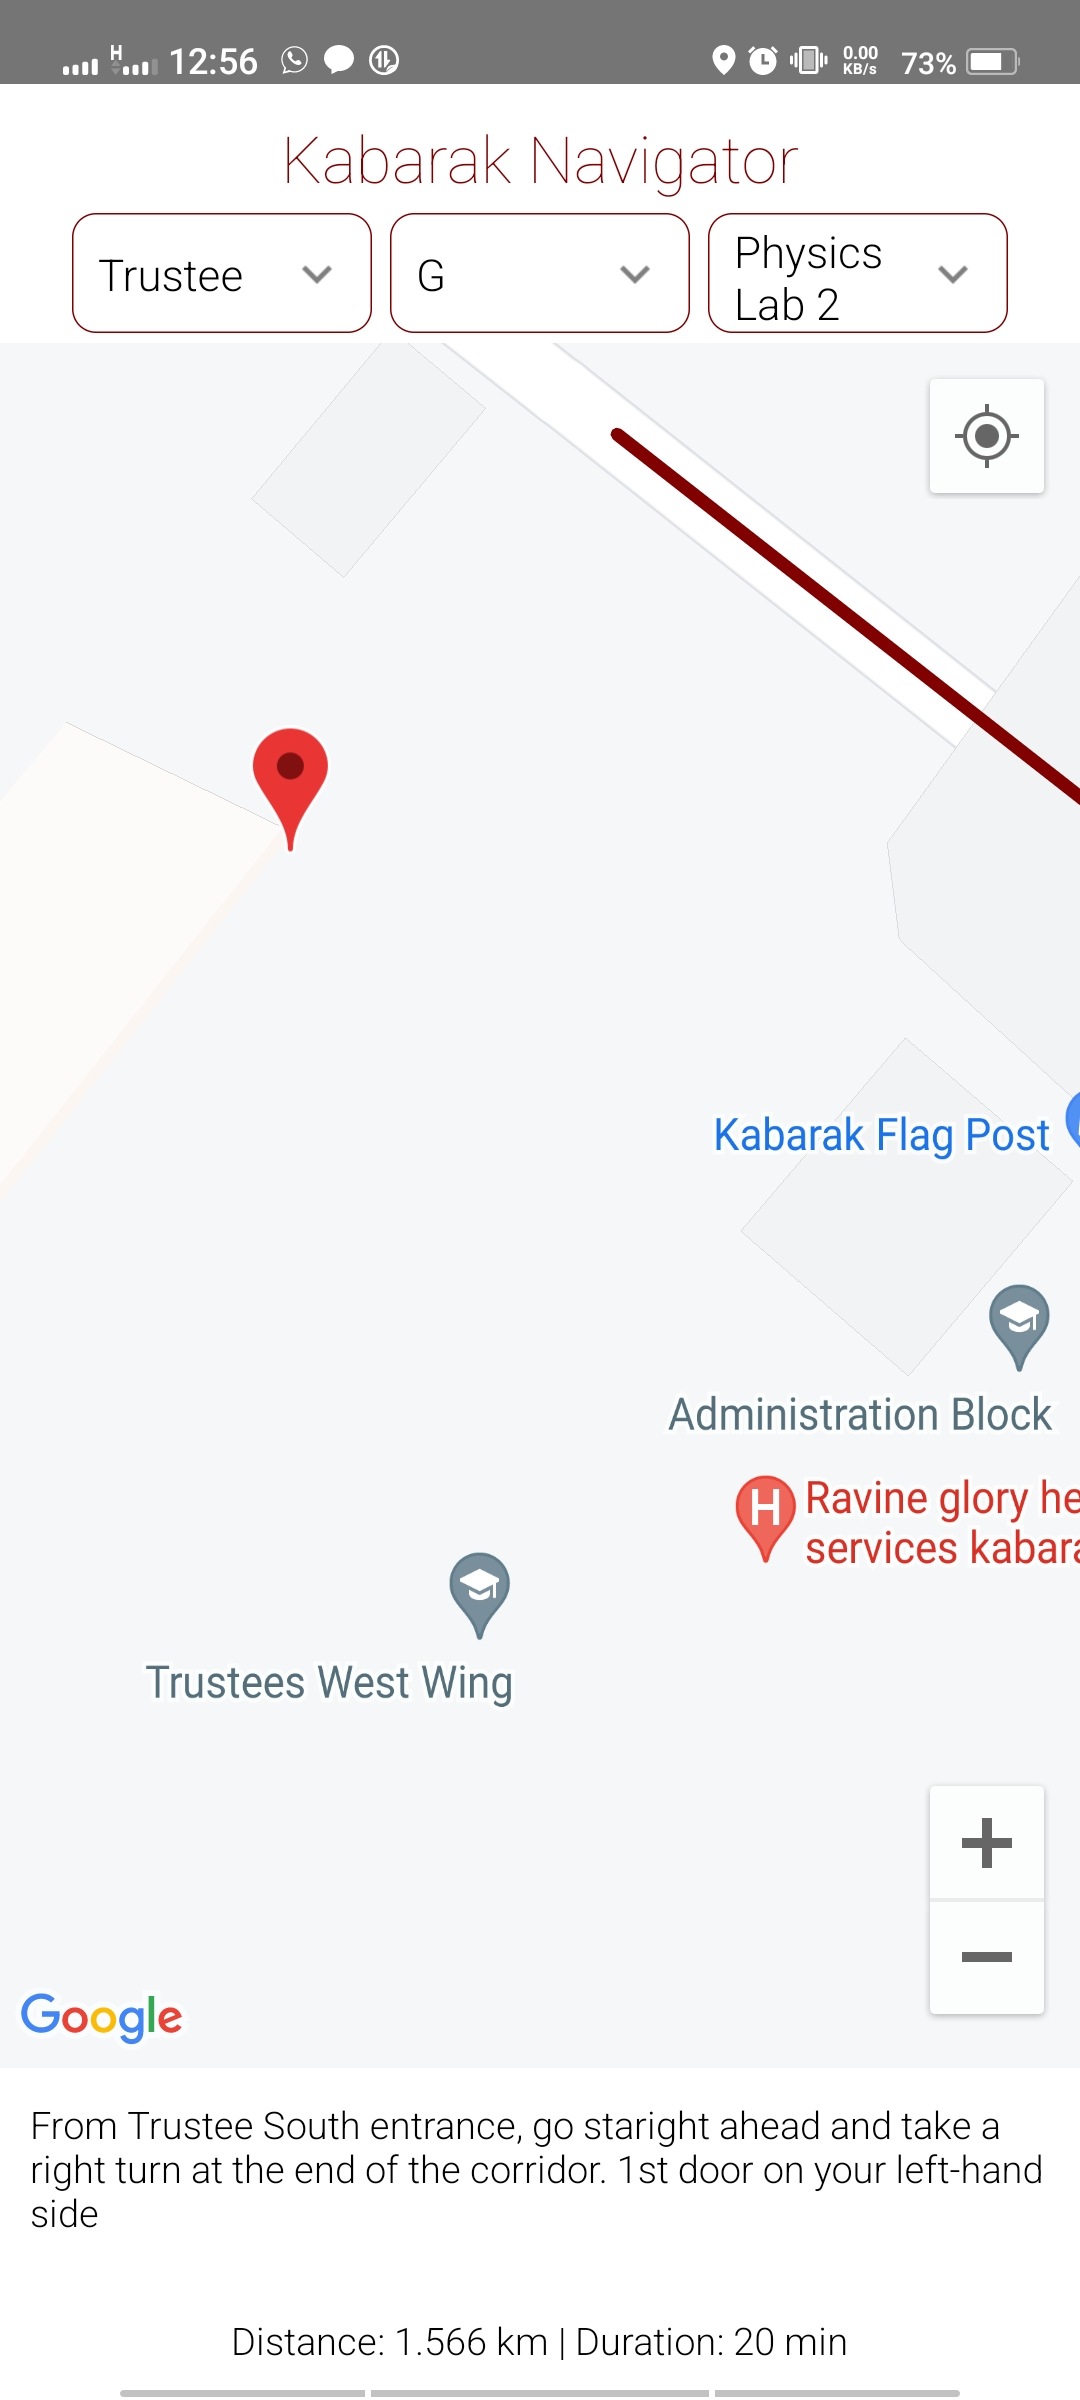 H
12:56
0.00
KB/s
73%
Kabarak Navigator
Trustee
G
Physics
Lab 2
Kabarak Flag Post
Administration Block
H
Ravine glory he
services kabara
Trustees West Wing
+
−
Google
From Trustee South entrance, go staright ahead and take a
right turn at the end of the corridor. 1st door on your left-hand
side
Distance: 1.566 km | Duration: 20 min